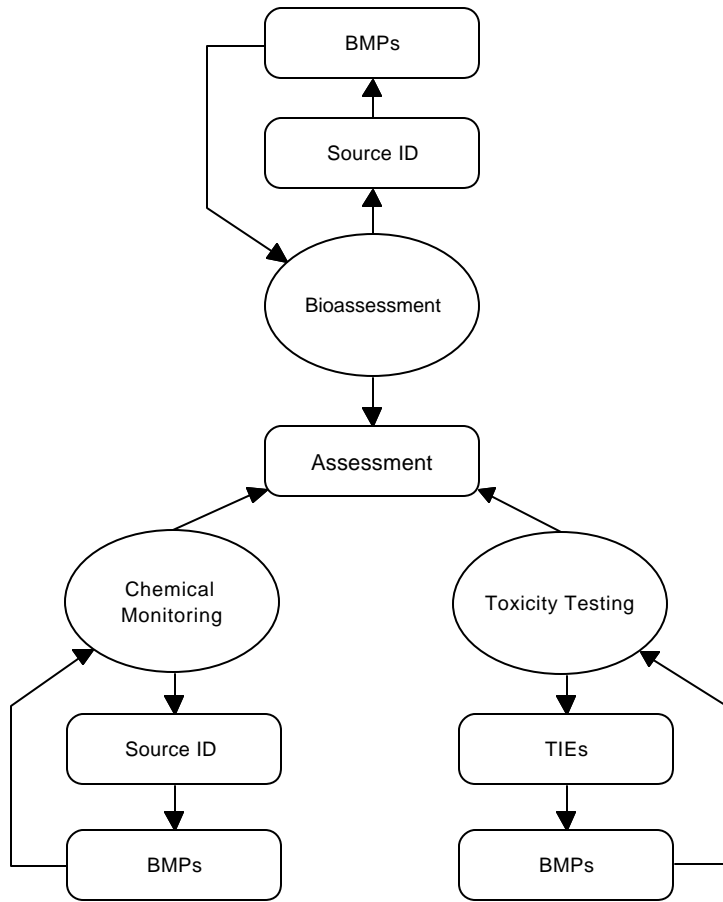 BMPs
Source ID
Bioassessment
Assessment
Chemical
Monitoring
Toxicity Testing
Source ID
TIEs
BMPs
BMPs